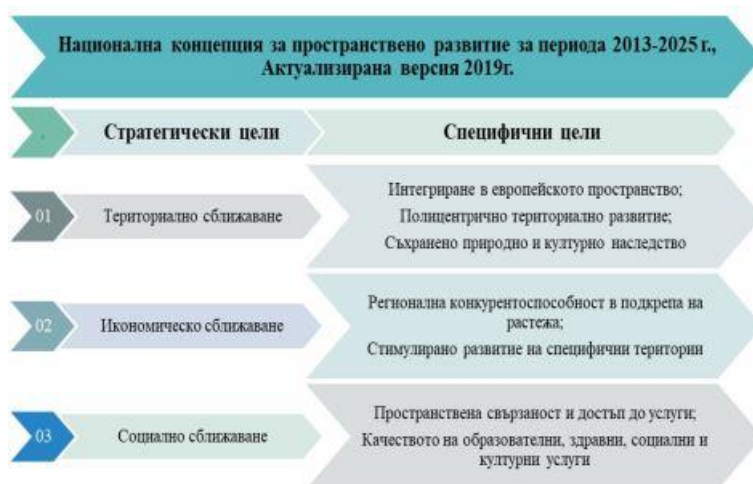 Национална концепция за пространствено развитие за периода 2013-2025 г.,
Актуализирана версия 2019г.
Стратегически цели
Специфични цели
01
Териториално сближаване
Интегриране в европейското пространство;
Полицентрично териториално развитие;
Съхранено природно и културно наследство
02
Икономическо сближаване
Регионална конкурентоспособност в подкрепа на
растежа;
Стимулирано развитие на специфични територии
03
Социално сближаване
Пространствена свързаност и достъп до услуги;
Качеството на образователни, здравни, социални и
културни услуги